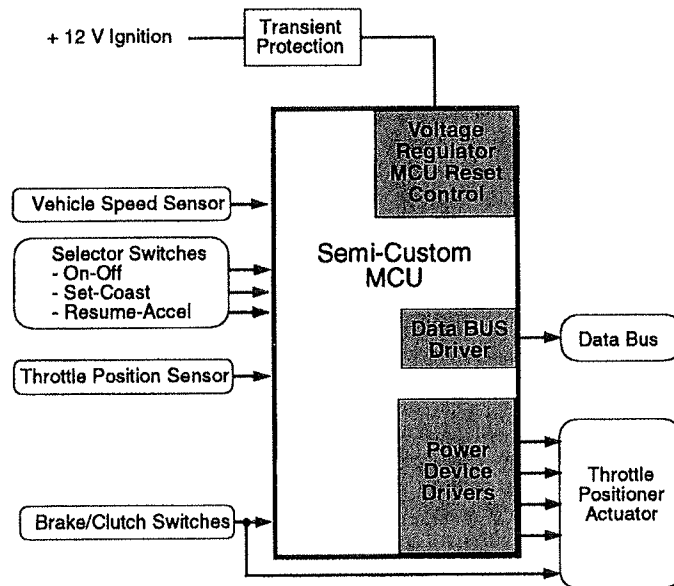 Transient
Protection
+ 12 V Ignition
Voltage
Regulator
MCU Reset
Control
Vehicle Speed Sensor
Selector Switches
- On-Off
- Set-Coast
- Resume-Accel
Semi-Custom
MCU
Data BUS
Driver
Data Bus
Throttle Position Sensor
Power
Device
Drivers
Throttle
Positioner
Actuator
Brake/Clutch Switches